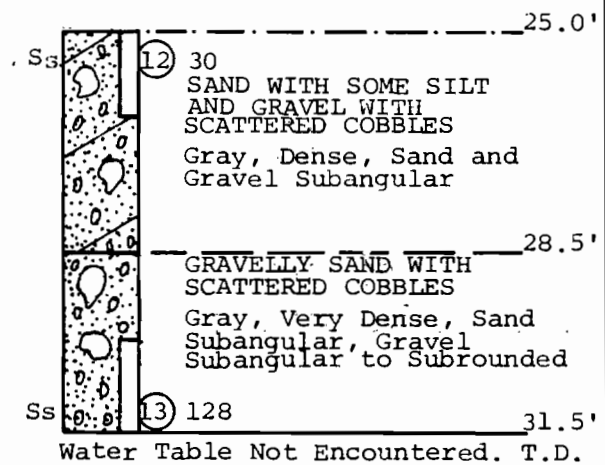 25.0'
Ss 12 30
SAND WITH SOME SILT
AND GRAVEL WITH
SCATTERED COBBLES
Gray, Dense, Sand and
Gravel Subangular
28.5'
GRAVELLY SAND WITH
SCATTERED COBBLES
Gray, Very Dense, Sand
Subangular, Gravel
Subangular to Subrounded
Ss 13 128
31.5'
Water Table Not Encountered. T.D.